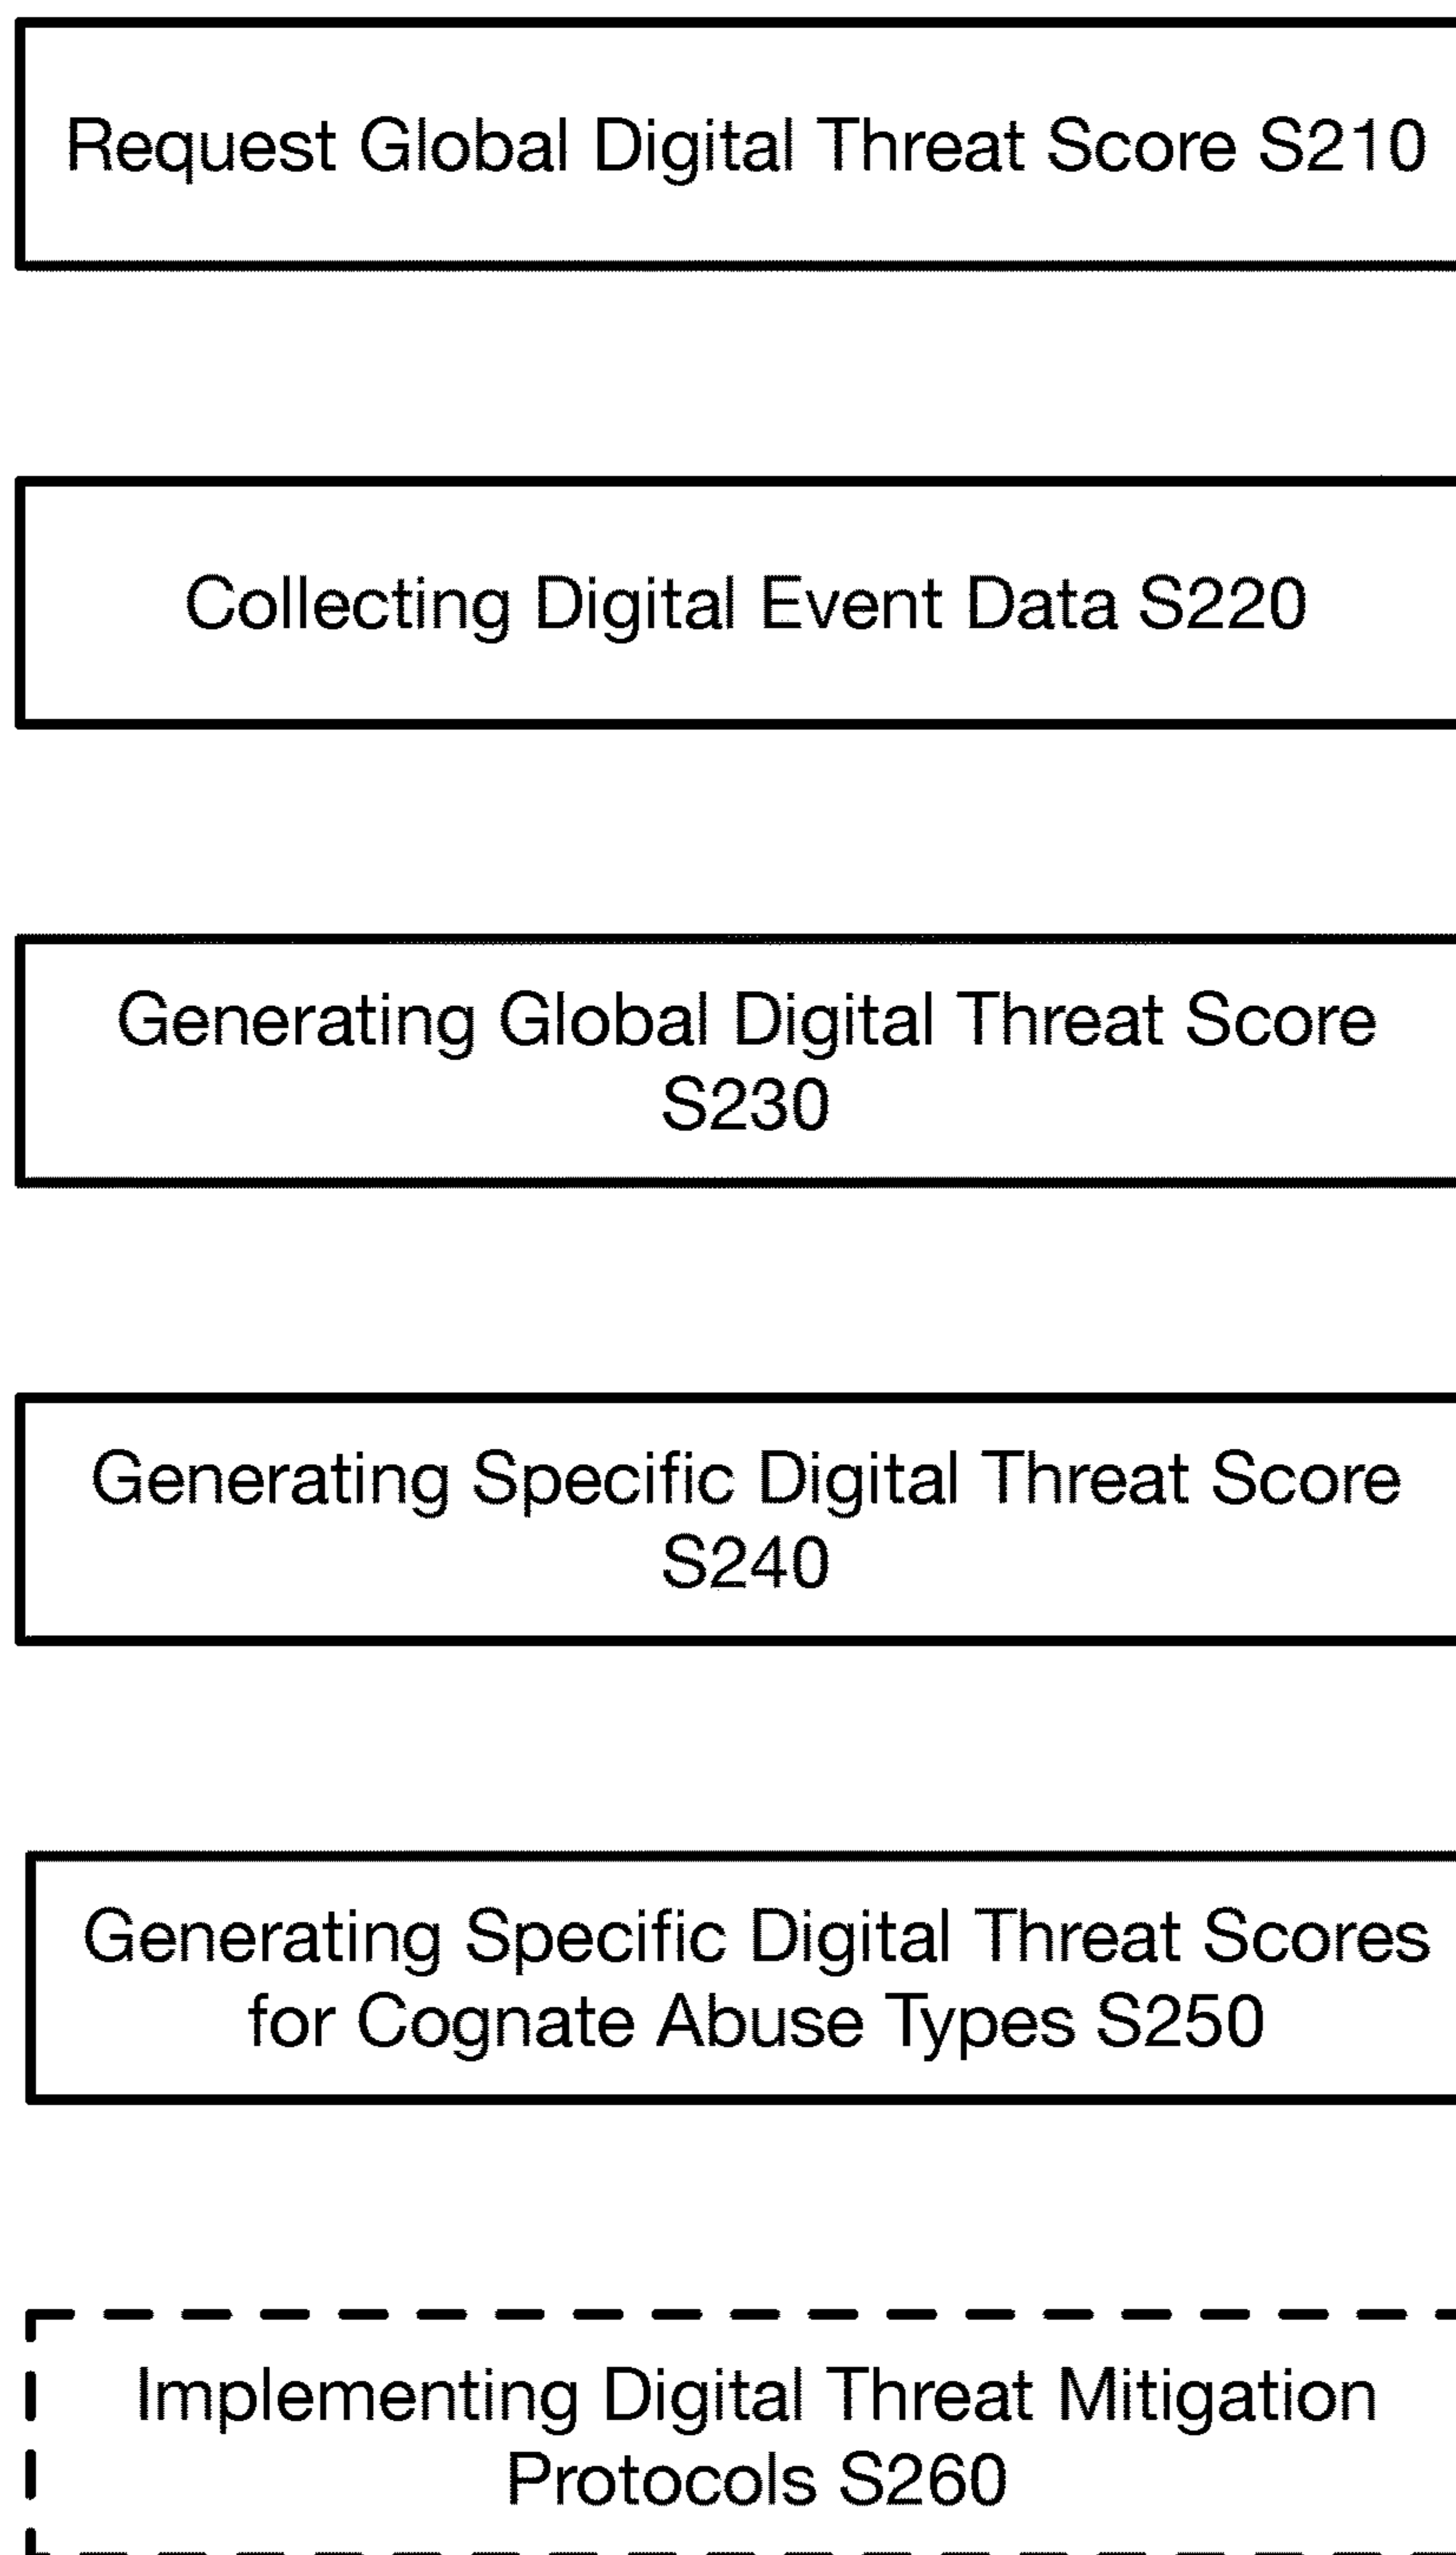 Request Global Digital Threat Score S210
Collecting Digital Event Data S220
Generating Global Digital Threat Score
S230
Generating Specific Digital Threat Score
S240
Generating Specific Digital Threat Scores
for Cognate Abuse Types S250
Implementing Digital Threat Mitigation
Protocols S260